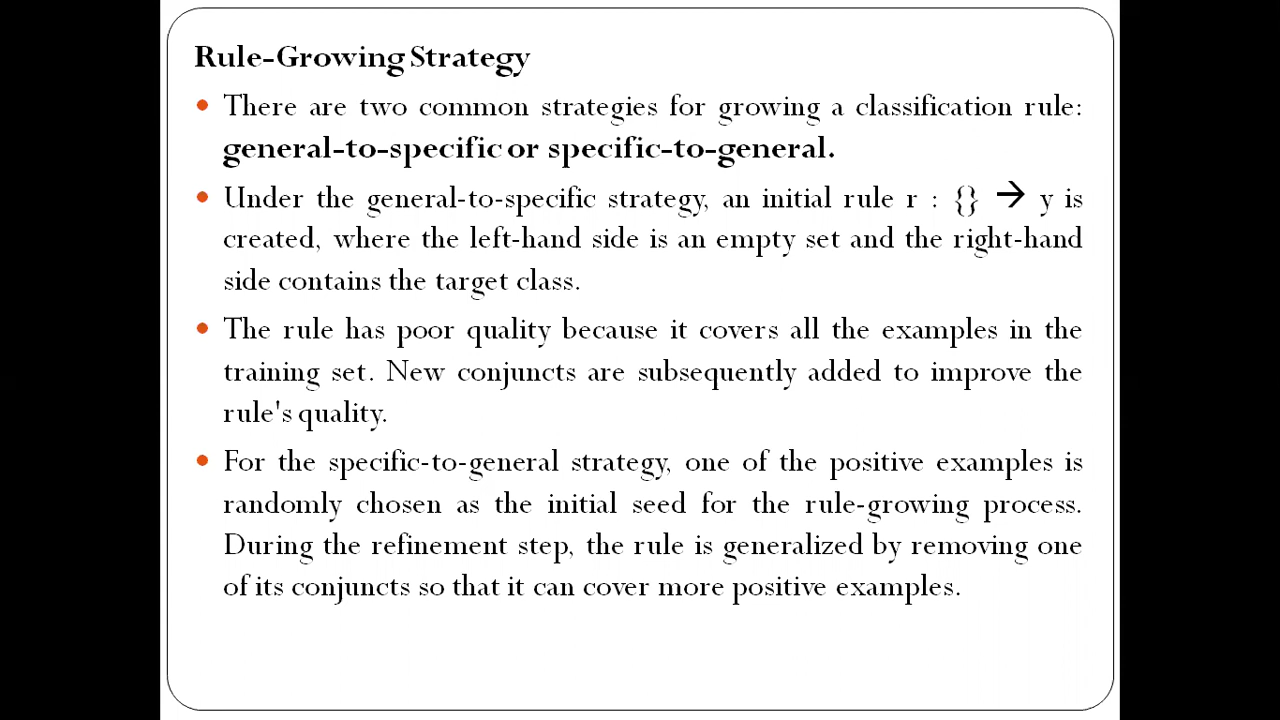 Rule-Growing Strategy
• There are two common strategies for growing a classification rule:
general-to-specific or specific-to-general.
• Under the general-to-specific strategy, an initial rule r : {} → y is
created, where the left-hand side is an empty set and the right-hand
side contains the target class.
• The rule has poor quality because it covers all the examples in the
training set. New conjuncts are subsequently added to improve the
rule's quality.
• For the specific-to-general strategy, one of the positive examples is
randomly chosen as the initial seed for the rule-growing process.
During the refinement step, the rule is generalized by removing one
of its conjuncts so that it can cover more positive examples.